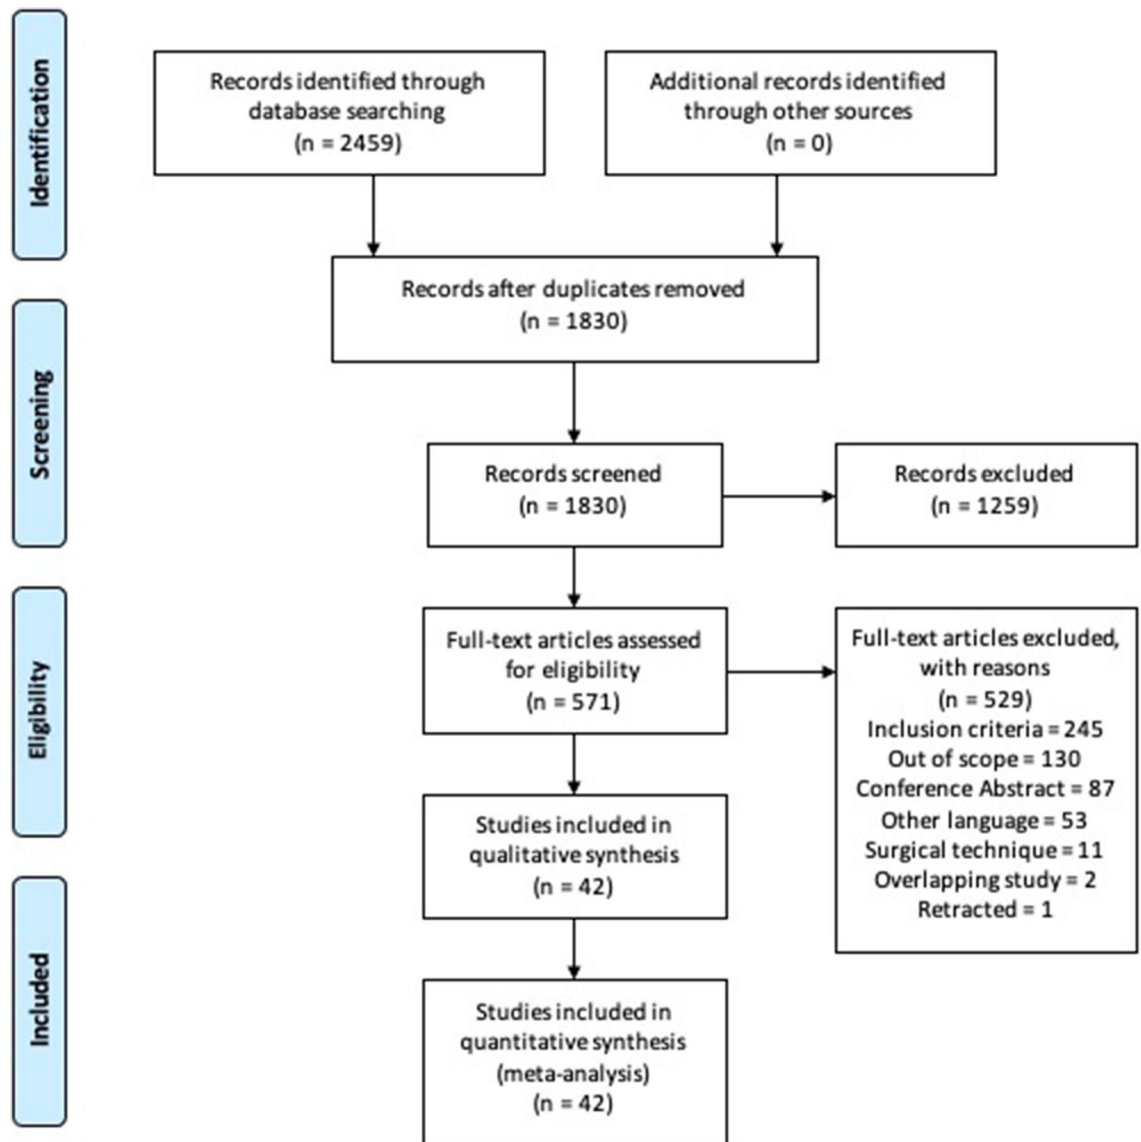 Identification
Records identified through
database searching
(n = 2459)
Additional records identified
through other sources
(n = 0)
Records after duplicates removed
(n = 1830)
Screening
Records screened
(n = 1830)
Records excluded
(n = 1259)
Eligibility
Full-text articles assessed
for eligibility
(n = 571)
Full-text articles excluded,
with reasons
(n = 529)
Inclusion criteria = 245
Out of scope = 130
Conference Abstract = 87
Other language = 53
Surgical technique = 11
Overlapping study = 2
Retracted = 1
Studies included in
qualitative synthesis
(n = 42)
Included
Studies included in
quantitative synthesis
(meta-analysis)
(n = 42)